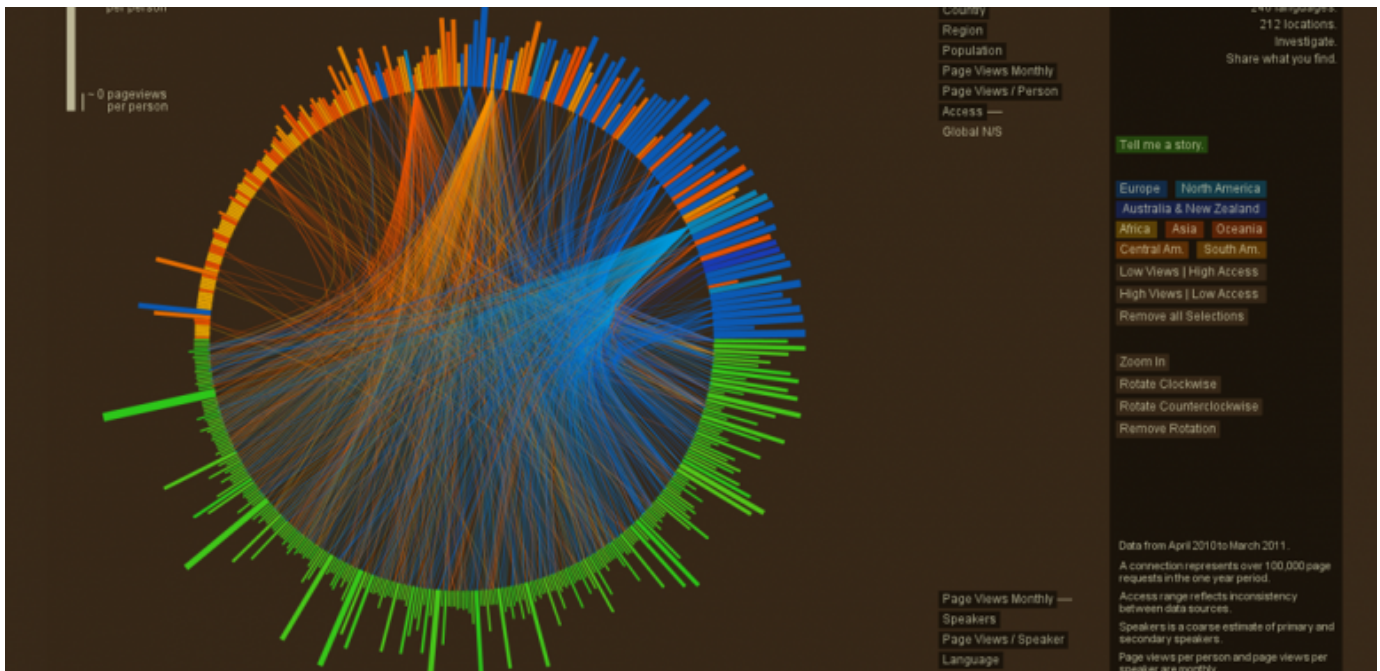 per person
~ 0 pageviews
per person
Country
Region
Population
Page Views Monthly
Page Views / Person
Access —
Global N/S
Page Views Monthly —
Speakers
Page Views / Speaker
Language
246 languages.
212 locations.
Investigate.
Share what you find.
Tell me a story.
Europe North America
Australia & New Zealand
Africa Asia Oceania
Central Am. South Am.
Low Views | High Access
High Views | Low Access
Remove all Selections
Zoom In
Rotate Clockwise
Rotate Counterclockwise
Remove Rotation
Data from April 2010 to March 2011.
A connection represents over 100,000 page
requests in the one year period.
Access range reflects inconsistency
between data sources.
Speakers is a coarse estimate of primary and
secondary speakers.
Page views per person and page views per
speaker are monthly.